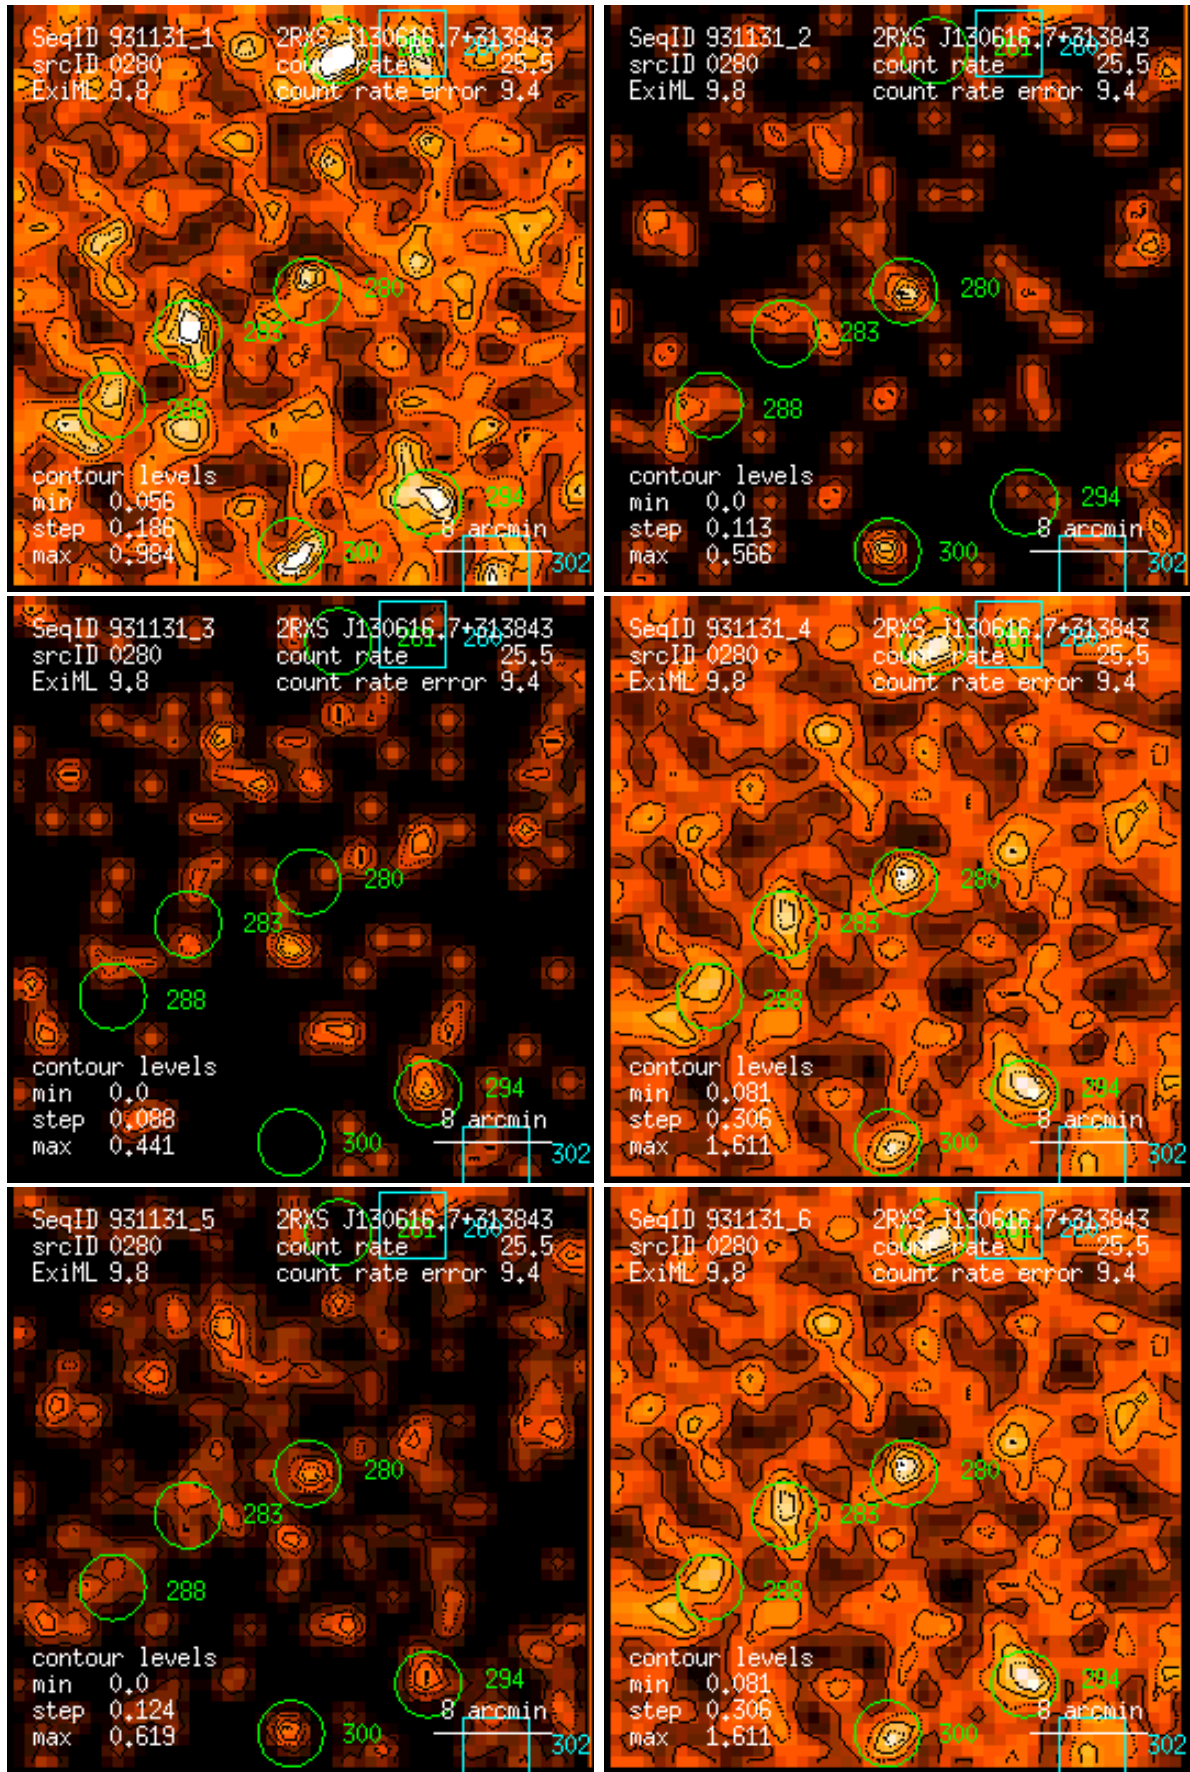 SeqID 931131_1 2RXS J130616.7+313843
srcID 0280 count rate 25.5
ExiML 9.8 count rate error 9.4
261 260
280
283
288
contour levels
min 0.056
294
step 0.186 8 arcmin
max 0.984 300
302
SeqID 931131_2 2RXS J130616.7+313843
srcID 0280 count rate 25.5
ExiML 9.8 count rate error 9.4
261 260
280
283
288
contour levels
min 0.0
294
step 0.113 8 arcmin
max 0.566 300
302
SeqID 931131_3 2RXS J130616.7+313843
srcID 0280 count rate 25.5
ExiML 9.8 count rate error 9.4
261 260
280
283
288
contour levels
min 0.0
294
step 0.088 8 arcmin
max 0.441 300
302
SeqID 931131_4 2RXS J130616.7+313843
srcID 0280 count rate 25.5
ExiML 9.8 count rate error 9.4
261 260
280
283
288
contour levels
min 0.081
294
step 0.306 8 arcmin
max 1.611 300
302
SeqID 931131_5 2RXS J130616.7+313843
srcID 0280 count rate 25.5
ExiML 9.8 count rate error 9.4
261 260
280
283
288
contour levels
min 0.0
294
step 0.124 8 arcmin
max 0.619 300
302
SeqID 931131_6 2RXS J130616.7+313843
srcID 0280 count rate 25.5
ExiML 9.8 count rate error 9.4
261 260
280
283
288
contour levels
min 0.081
294
step 0.306 8 arcmin
max 1.611 300
302